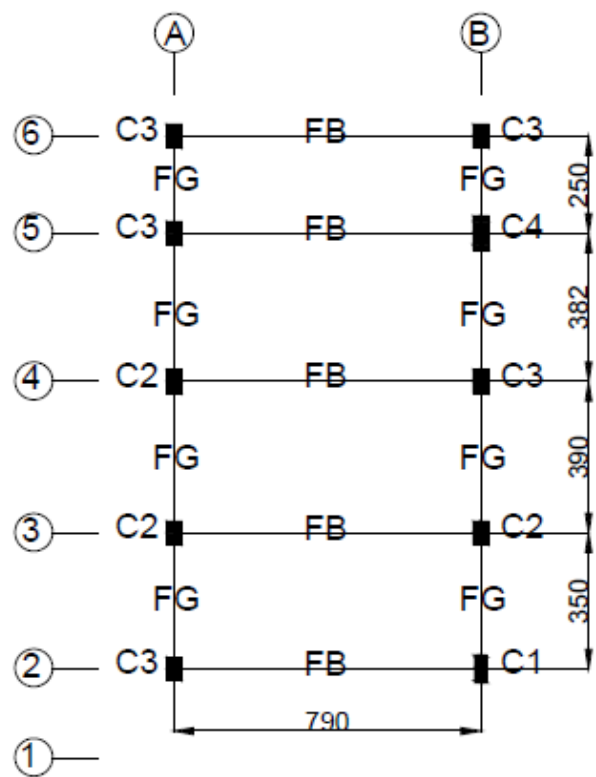 A B
6 C3 FB C3
FG FG 250
5 C3 FB C4
FG FG 382
4 C2 FB C3
FG FG 390
3 C2 FB C2
FG FG 350
2 C3 FB C1
790
1